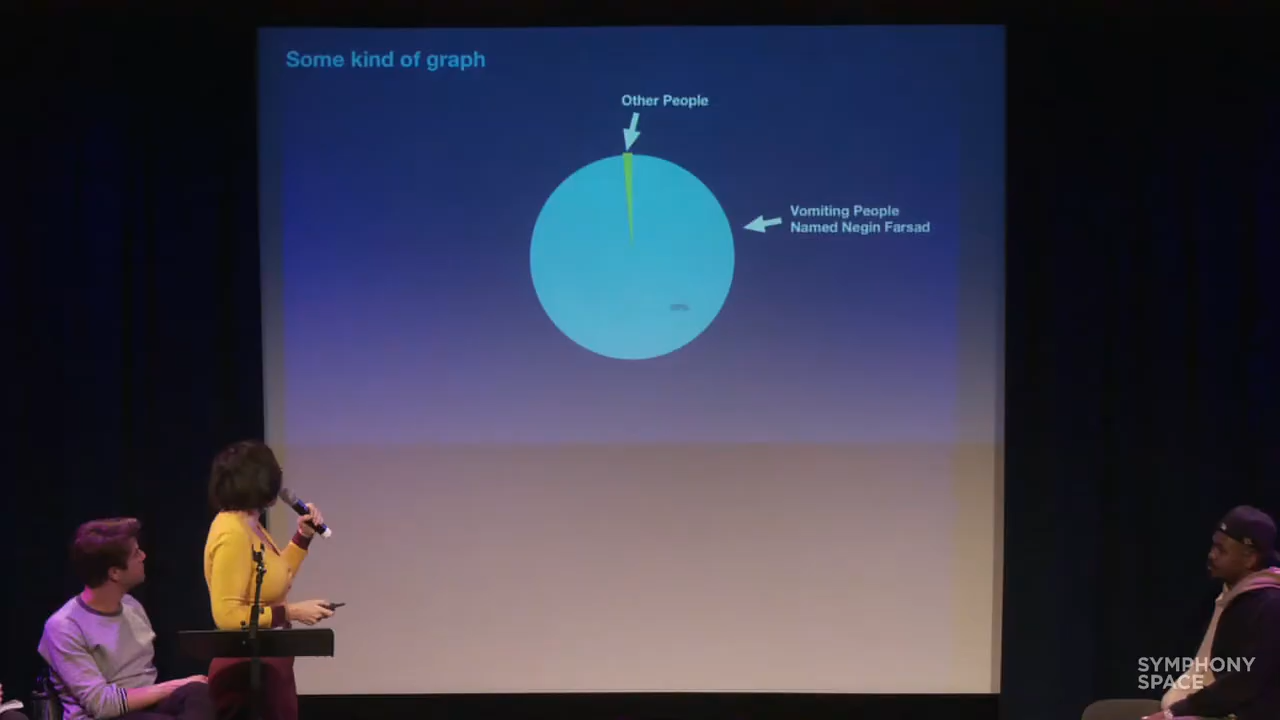 Some kind of graph
Other People
Vomiting People
Named Negin Farsad
SYMPHONY
SPACE